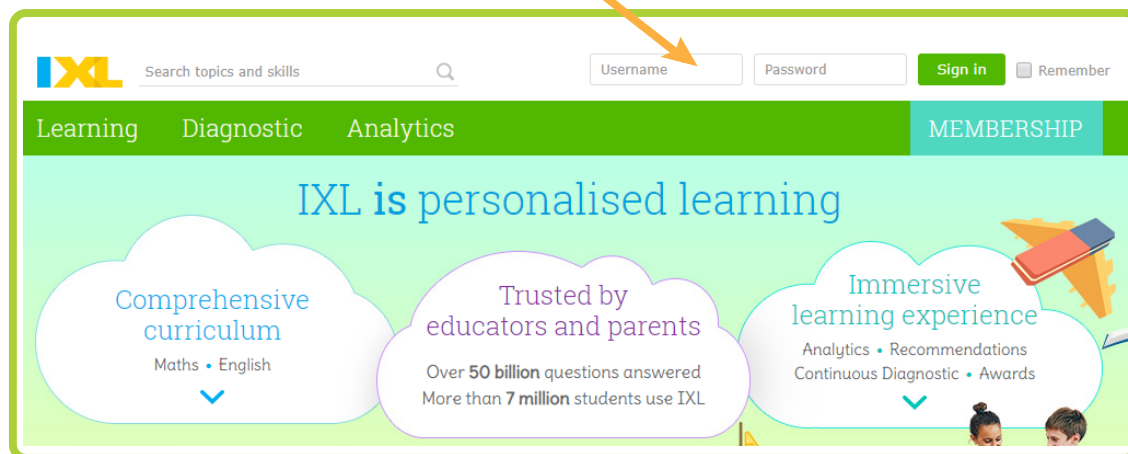 IXL
Search topics and skills
Username
Password
Sign in
Remember
Learning
Diagnostic
Analytics
MEMBERSHIP
IXL is personalised learning
Comprehensive
curriculum
Maths • English
Trusted by
educators and parents
Over 50 billion questions answered
More than 7 million students use IXL
Immersive
learning experience
Analytics • Recommendations
Continuous Diagnostic • Awards